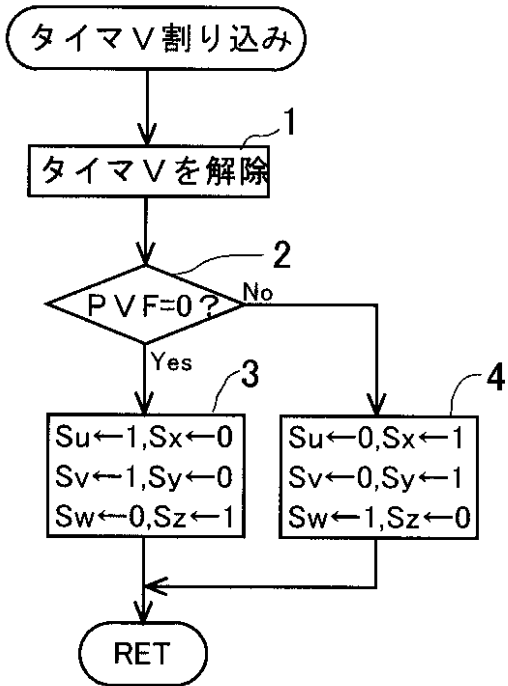 タイマV割り込み
1
タイマVを解除
2
PVF=0?
No
Yes
3
Su←1,Sx←0
Sv←1,Sy←0
Sw←0,Sz←1
4
Su←0,Sx←1
Sv←0,Sy←1
Sw←1,Sz←0
RET